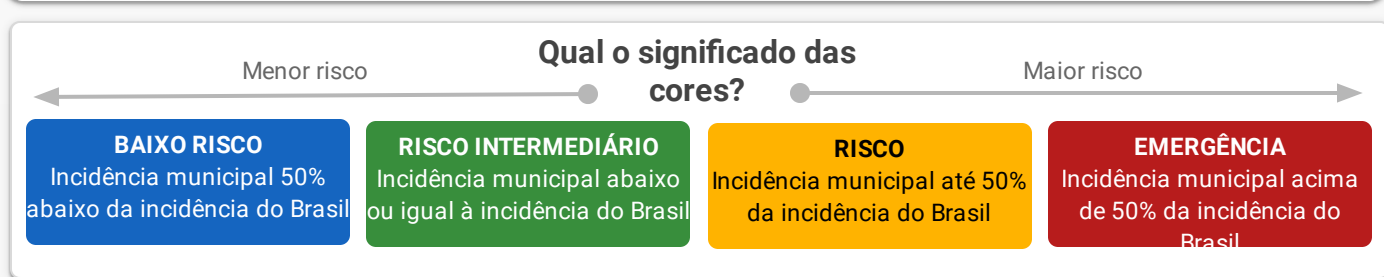 Qual o significado das
cores?
Menor risco
Maior risco
BAIXO RISCO
Incidência municipal 50%
abaixo da incidência do Brasil
RISCO INTERMEDIÁRIO
Incidência municipal abaixo
ou igual à incidência do Brasil
RISCO
Incidência municipal até 50%
da incidência do Brasil
EMERGÊNCIA
Incidência municipal acima
de 50% da incidência do
Brasil